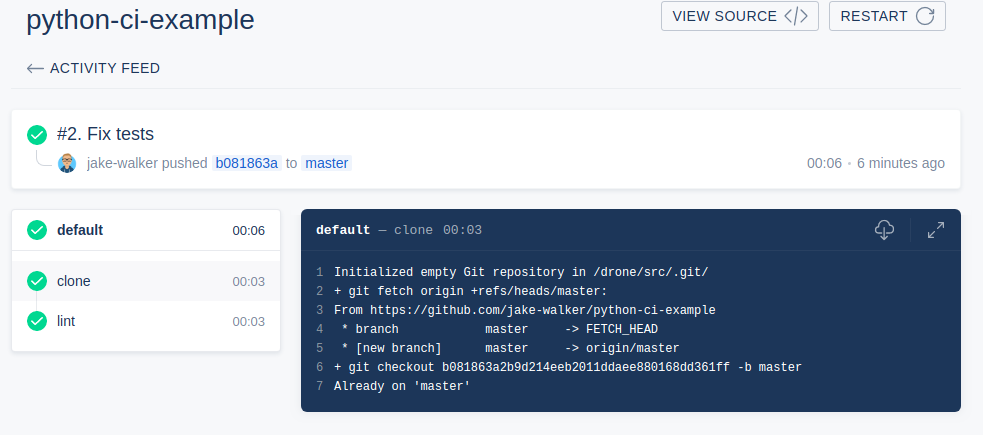 python-ci-example
VIEW SOURCE </>
RESTART
← ACTIVITY FEED
#2. Fix tests
jake-walker pushed b081863a to master
00:06 • 6 minutes ago
default 00:06
clone 00:03
lint 00:03
default — clone 00:03
1 Initialized empty Git repository in /drone/src/.git/
2 + git fetch origin +refs/heads/master:
3 From https://github.com/jake-walker/python-ci-example
4 * branch master -> FETCH_HEAD
5 * [new branch] master -> origin/master
6 + git checkout b081863a2b9d214eeb2011ddaee880168dd361ff -b master
7 Already on 'master'